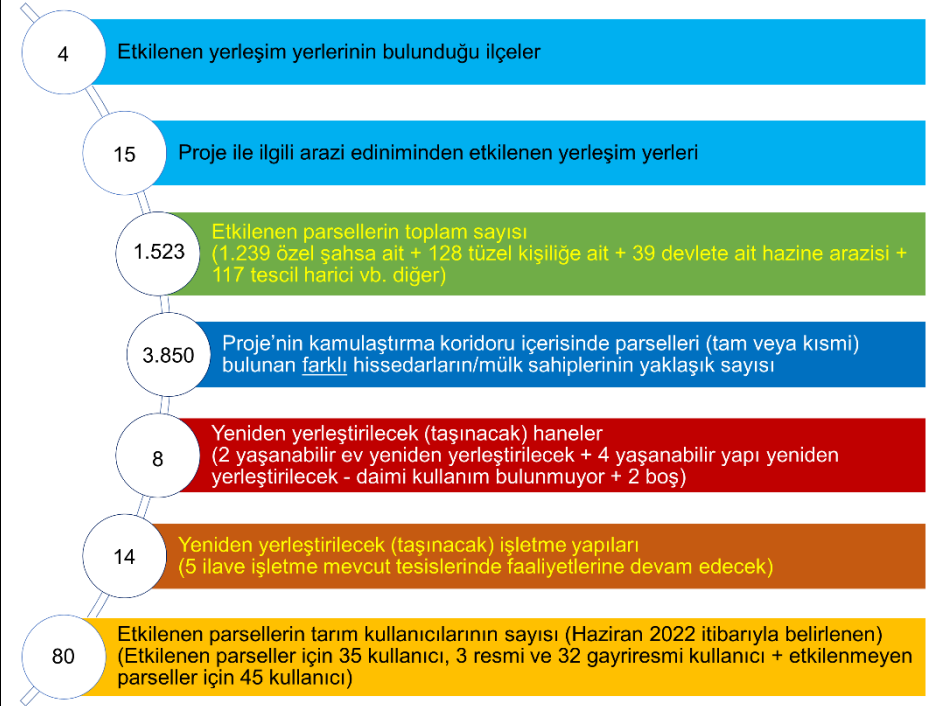 4
Etkilenen yerleşim yerlerinin bulunduğu ilçeler
15
Proje ile ilgili arazi ediniminden etkilenen yerleşim yerleri
1.523
Etkilenen parsellerin toplam sayısı
(1.239 özel şahsa ait + 128 tüzel kişiliğe ait + 39 devlete ait hazine arazisi +
117 tescil harici vb. diğer)
3.850
Proje’nin kamulaştırma koridoru içerisinde parselleri (tam veya kısmi)
bulunan farklı hissedarların/mülk sahiplerinin yaklaşık sayısı
8
Yeniden yerleştirilecek (taşınacak) haneler
(2 yaşanabilir ev yeniden yerleştirilecek + 4 yaşanabilir yapı yeniden
yerleştirilecek - daimi kullanım bulunmuyor + 2 boş)
14
Yeniden yerleştirilecek (taşınacak) işletme yapıları
(5 ilave işletme mevcut tesislerinde faaliyetlerine devam edecek)
80
Etkilenen parsellerin tarım kullanıcılarının sayısı (Haziran 2022 itibarıyla belirlenen)
(Etkilenen parseller için 35 kullanıcı, 3 resmi ve 32 gayriresmi kullanıcı + etkilenmeyen
parseller için 45 kullanıcı)